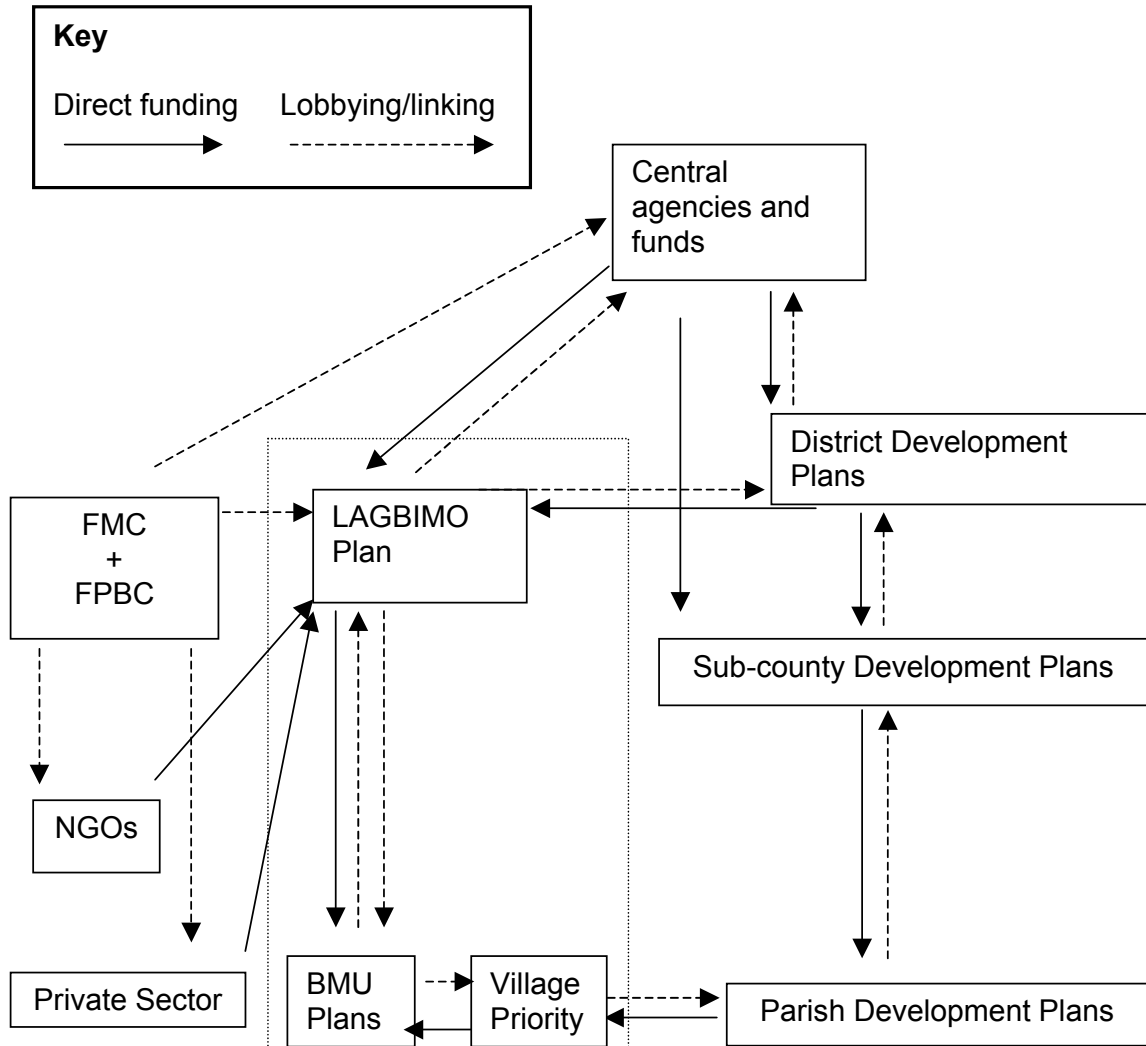 Key
Direct funding Lobbying/linking
Central
agencies and
funds
District Development
Plans
FMC
+
FPBC
LAGBIMO
Plan
Sub-county Development Plans
NGOs
Private Sector
BMU
Plans
Village
Priority
Parish Development Plans